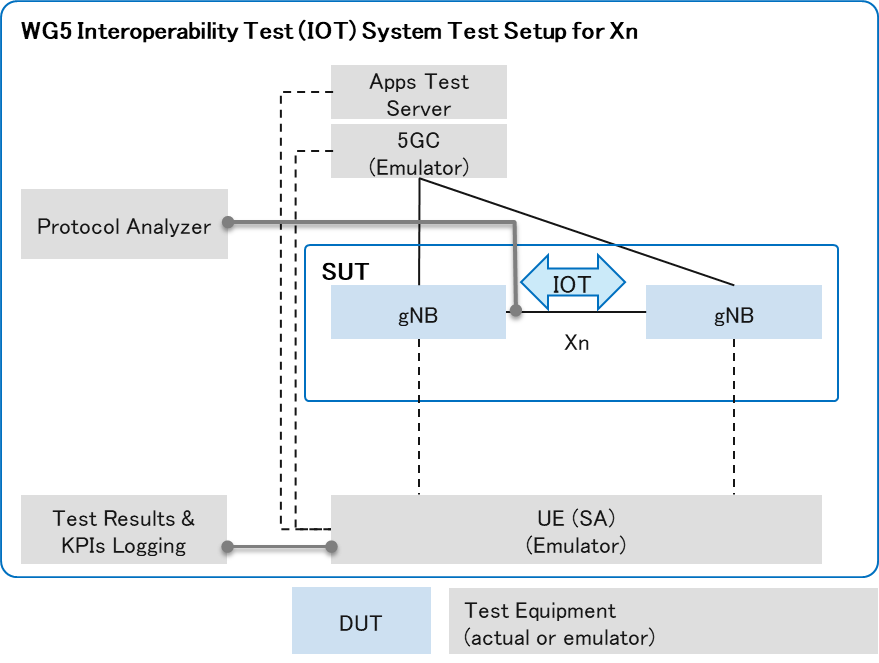 WG5 Interoperability Test (IOT) System Test Setup for Xn
Apps Test
Server
5GC
(Emulator)
Protocol Analyzer
SUT
IOT
gNB
gNB
Xn
Test Results &
KPIs Logging
UE (SA)
(Emulator)
DUT
Test Equipment
(actual or emulator)